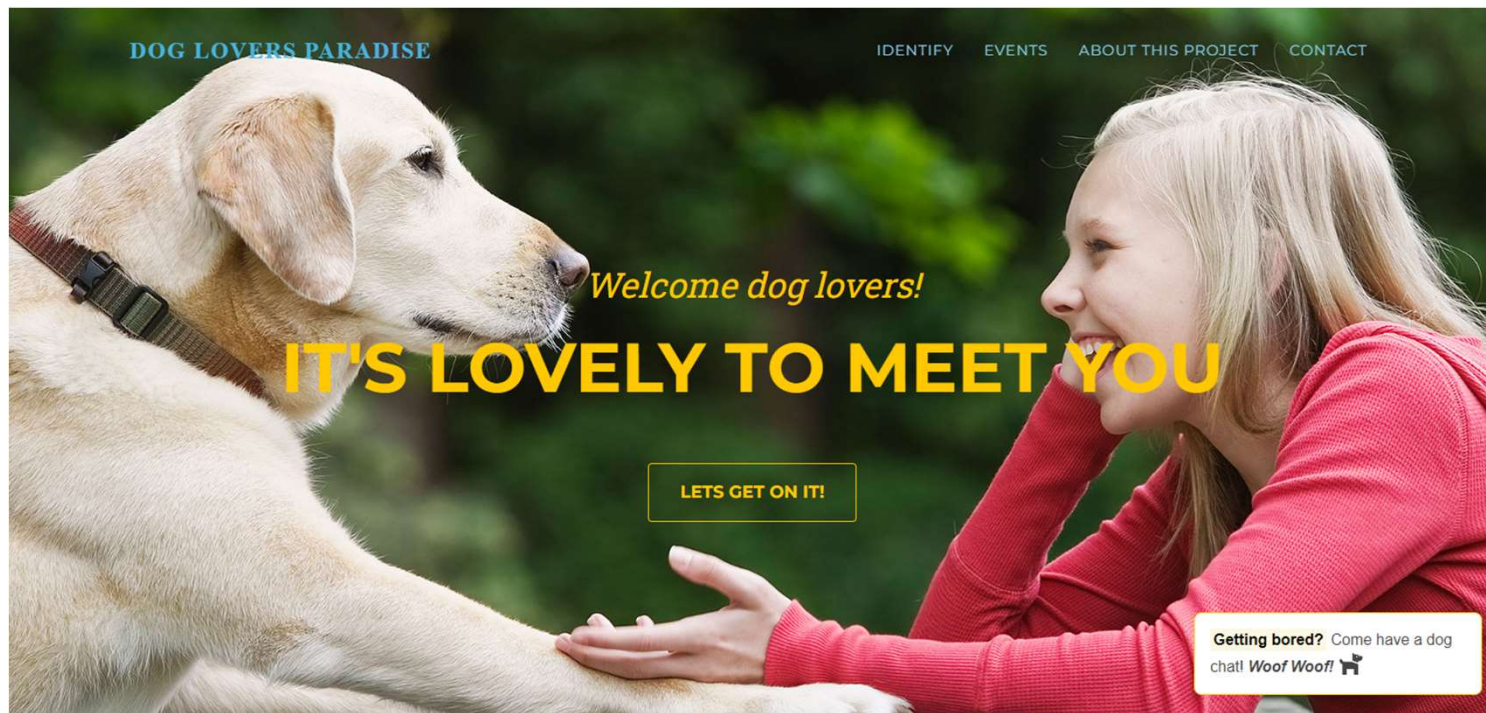 DOG LOVERS PARADISE
IDENTIFY EVENTS ABOUT THIS PROJECT CONTACT
Welcome dog lovers!
IT'S LOVELY TO MEET YOU
LETS GET ON IT!
Getting bored? Come have a dog
chat! Woof Woof!